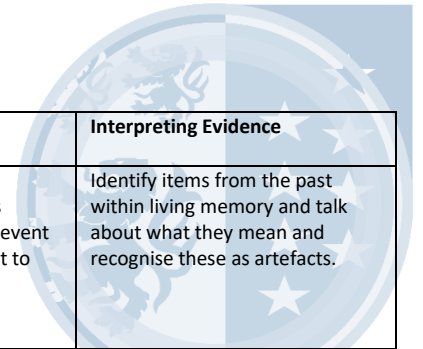 Interpreting Evidence
Identify items from the past
within living memory and talk
event
about what they mean and
t to
recognise these as artefacts.